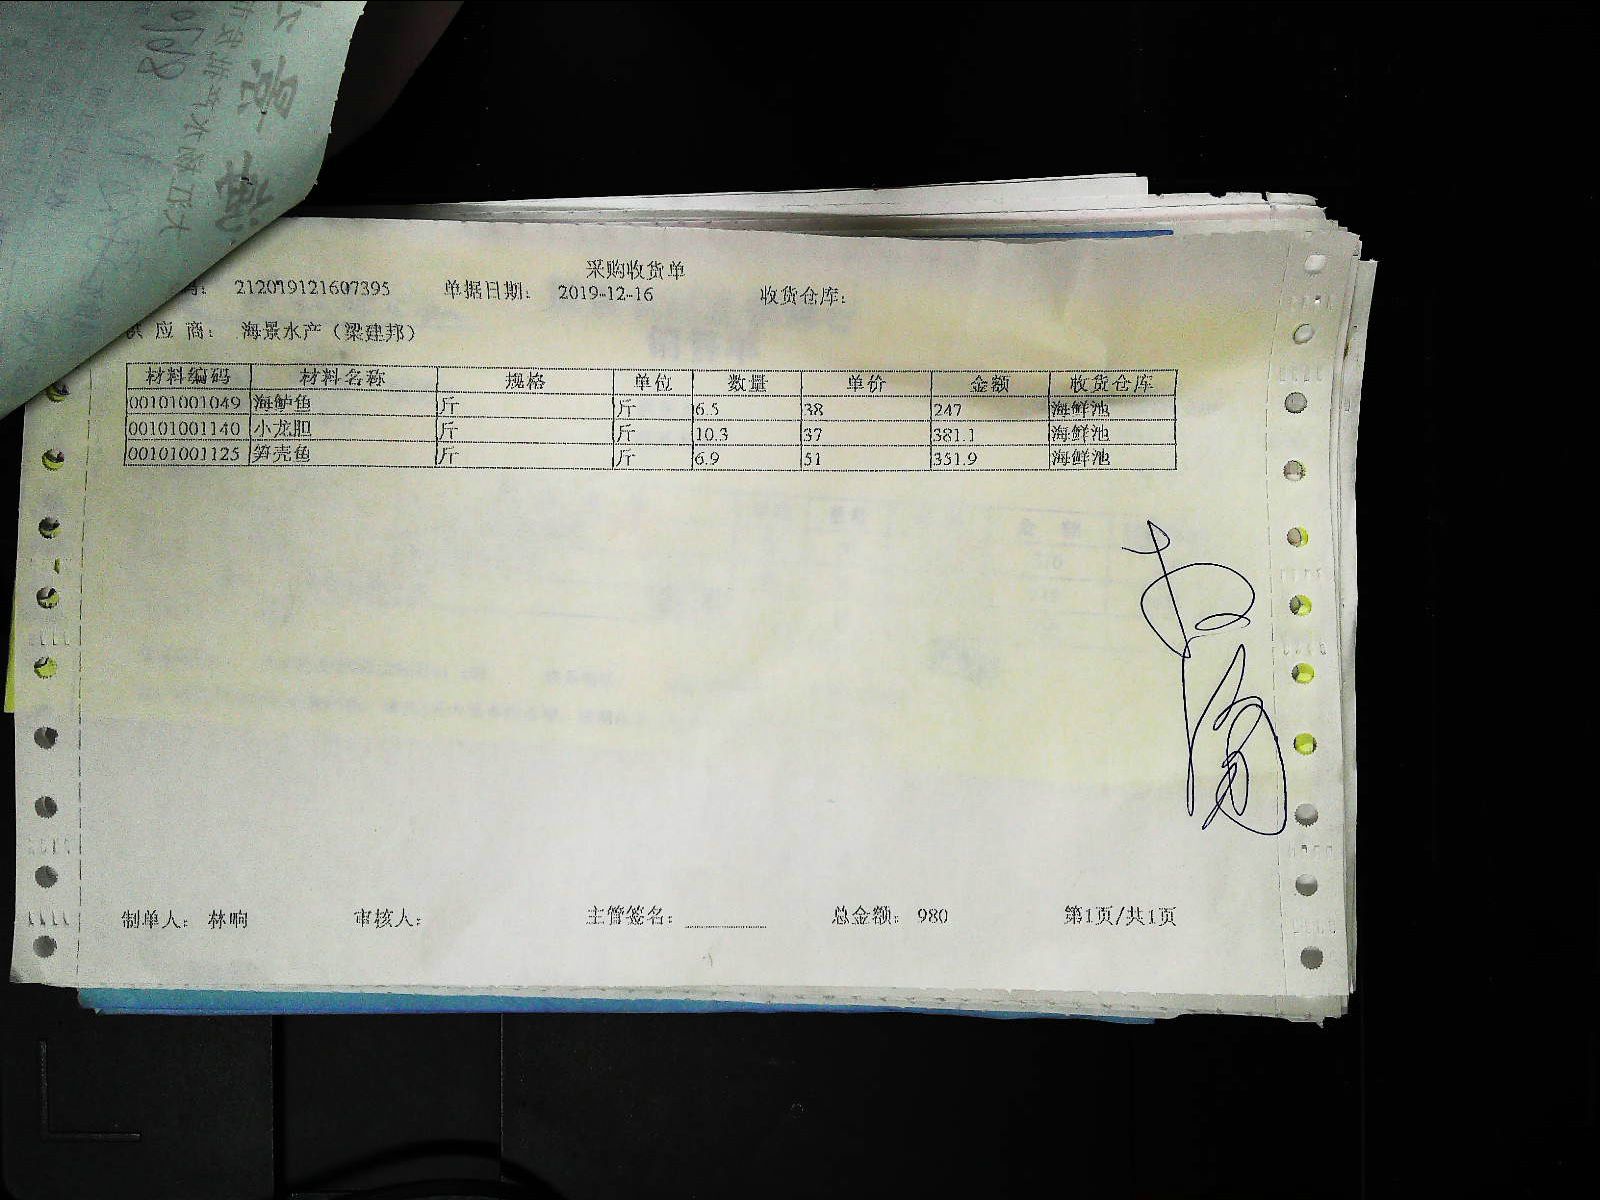 采购收货单
码： 212019121607395 单据日期： 2019-12-16 收货仓库：
供 应 商： 海景水产（梁建邦）
材料编码 材料名称 规格 单位 数量 单价 金额 收货仓库
00101001049 海鲈鱼 斤 斤 6.5 38 247 海鲜池
00101001140 小龙胆 斤 斤 10.3 37 381.1 海鲜池
00101001125 笋壳鱼 斤 斤 6.9 51 351.9 海鲜池
制单人： 林响 审核人： 主管签名： 总金额： 980 第1页/共1页